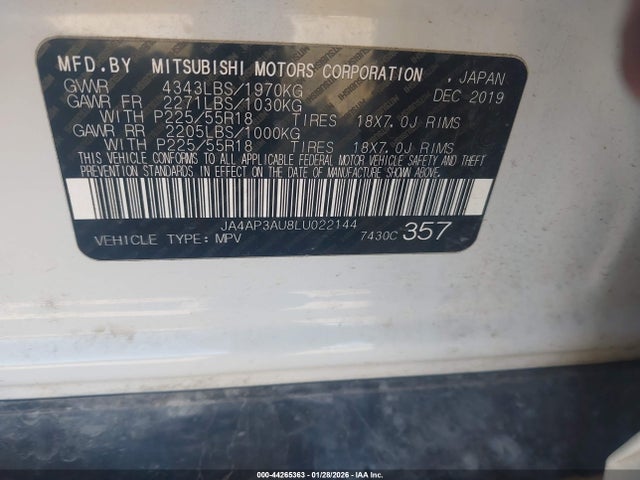 MFD.BY MITSUBISHI MOTORS CORPORATION , JAPAN
GVWR 4343LBS/1970KG DEC 2019
GAWR FR 2271LBS/1030KG
WITH P225/55R18 TIRES 18X7.0J RIMS
GAWR RR 2205LBS/1000KG
WITH P225/55R18 TIRES 18X7.0J RIMS
THIS VEHICLE CONFORMS TO ALL APPLICABLE FEDERAL MOTOR VEHICLE SAFETY AND THEFT
PREVENTION STANDARDS IN EFFECT ON THE DATE OF MANUFACTURE SHOWN ABOVE.
JA4AP3AU8LU022144
VEHICLE TYPE: MPV 7430C 357
000-44265363 - 01/28/2026 - IAA Inc.